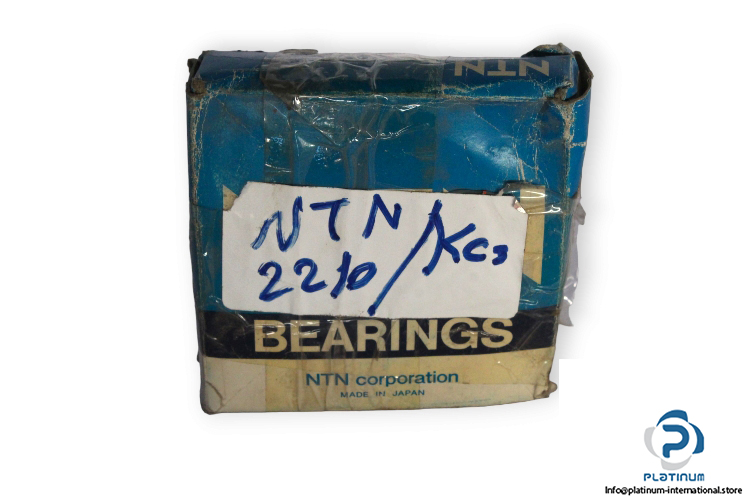 NTN
NTN
2210/KC3
BEARINGS
NTN corporation
MADE IN JAPAN
PLATINUM
Info@platinum-international.store